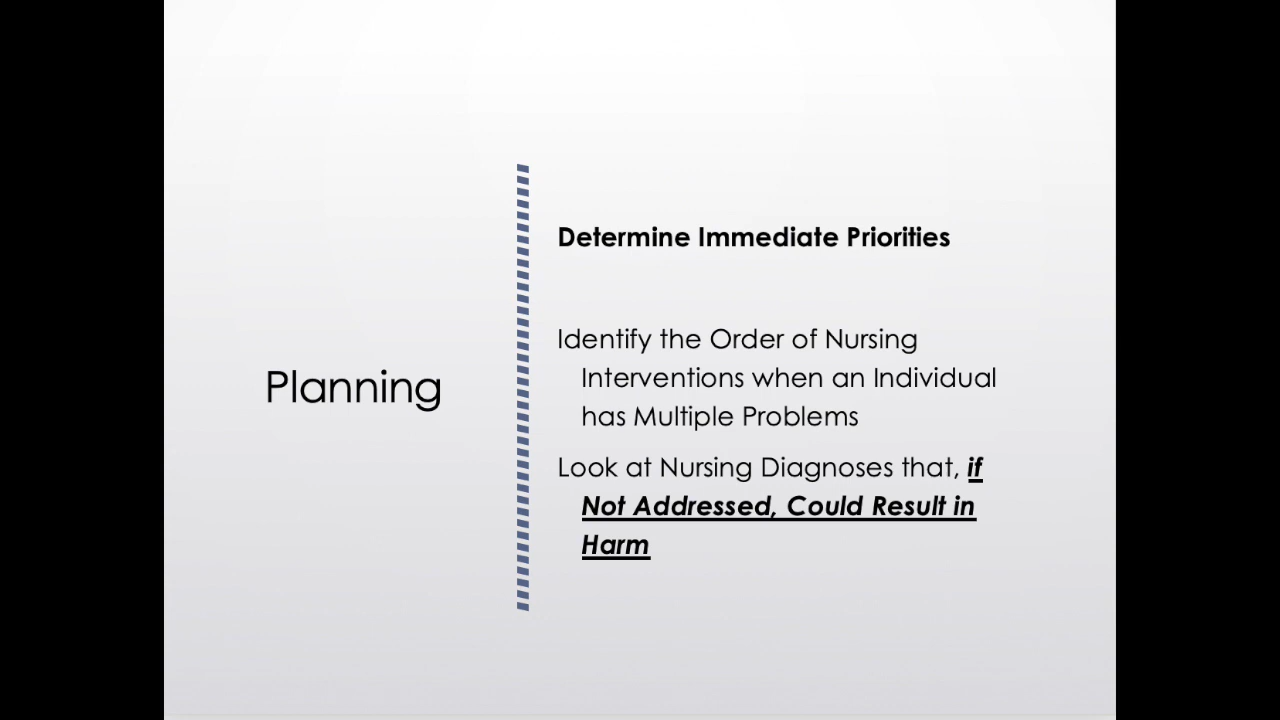 Planning
Determine Immediate Priorities
Identify the Order of Nursing
Interventions when an Individual
has Multiple Problems
Look at Nursing Diagnoses that, if
Not Addressed, Could Result in
Harm